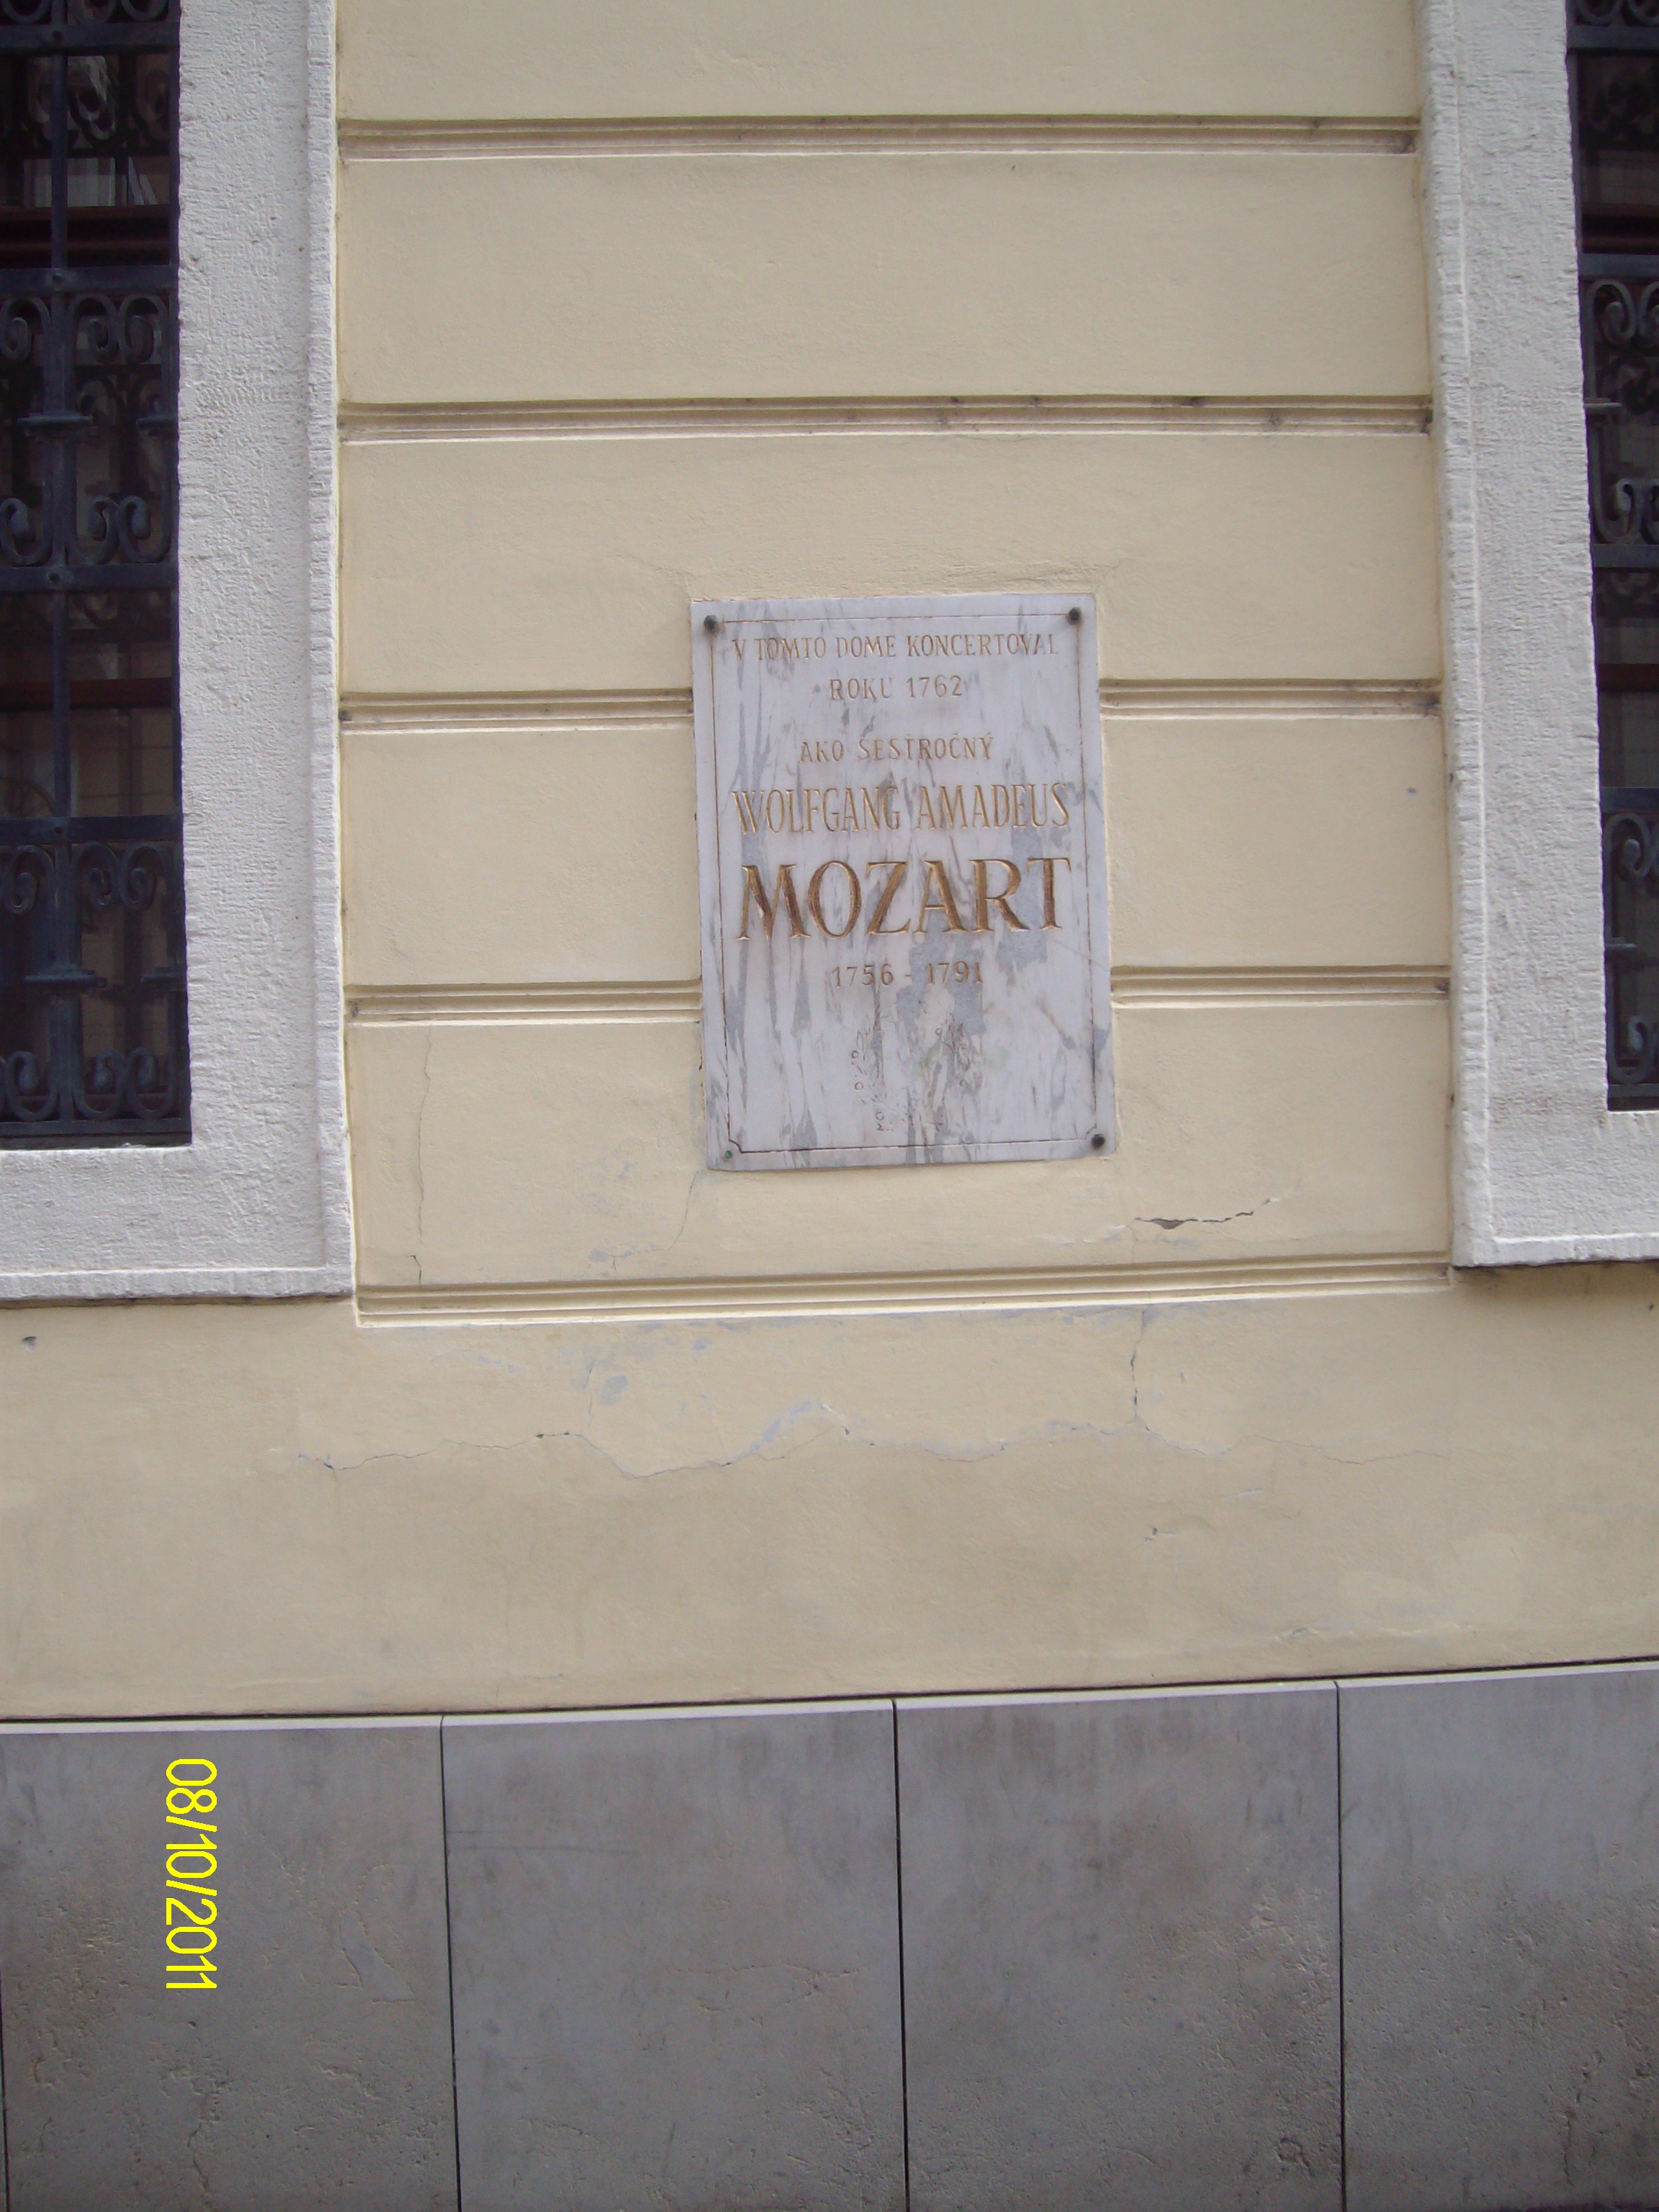 V TOMTO DOME KONCERTOVAL
ROKU 1762
AKO ŠESTROČNÝ
WOLFGANG AMADEUS
MOZART
1756 - 1791
08/10/2011